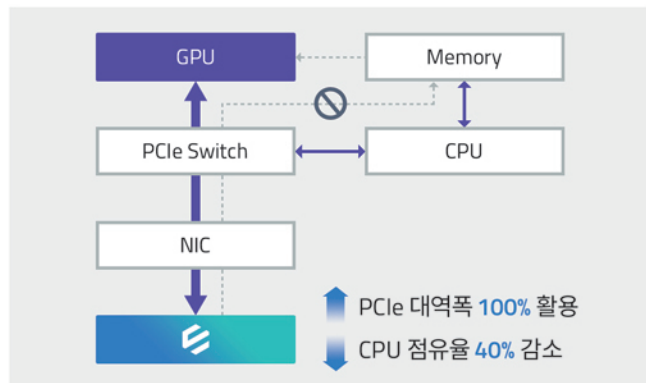 GPU
Memory
PCIe Switch
CPU
NIC
PCIe 대역폭 100% 활용
CPU 점유율 40% 감소